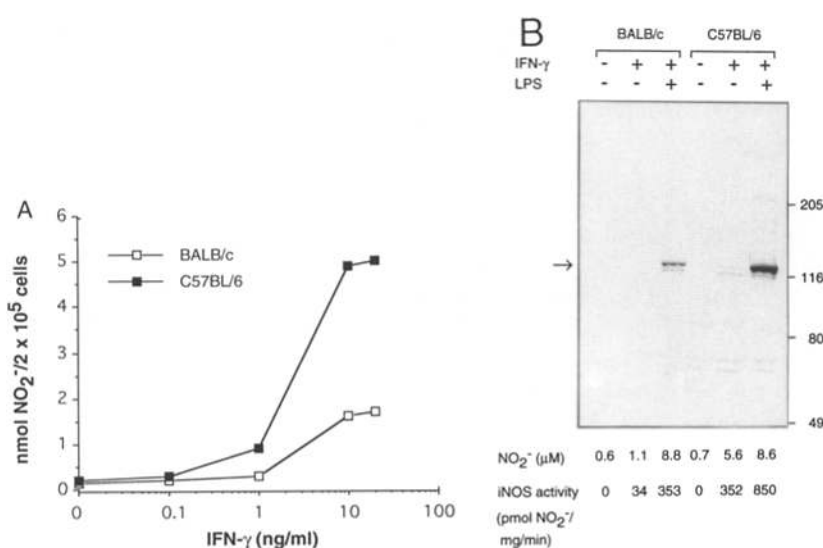 A
nmol NO₂⁻/2 x 10⁵ cells
6
5
4
3
2
1
0
BALB/c
C57BL/6
0 0.1 1 10 100
IFN-γ (ng/ml)
B
BALB/c C57BL/6
IFN-γ - + + - + +
LPS - - + - - +
→
205
116
80
49
NO₂⁻ (μM) 0.6 1.1 8.8 0.7 5.6 8.6
iNOS activity 0 34 353 0 352 850
(pmol NO₂⁻/
mg/min)